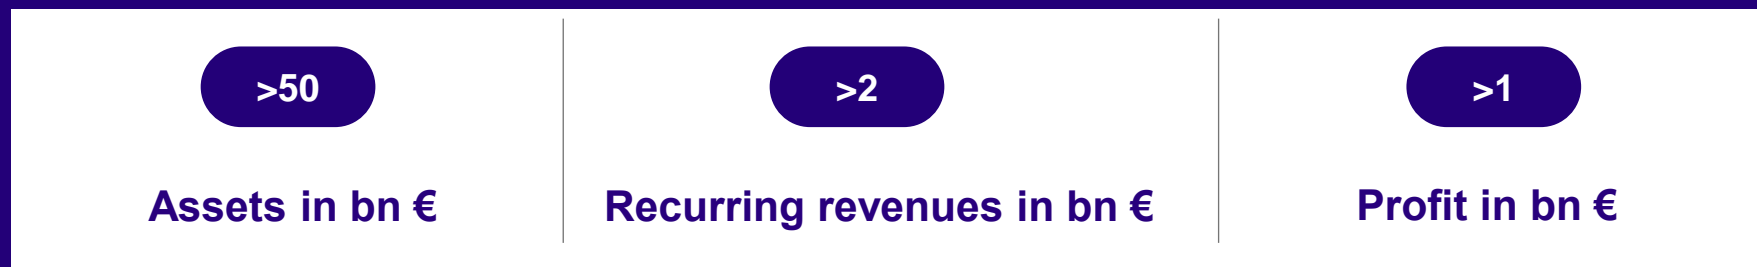 >50
Assets in bn €
>2
Recurring revenues in bn €
>1
Profit in bn €